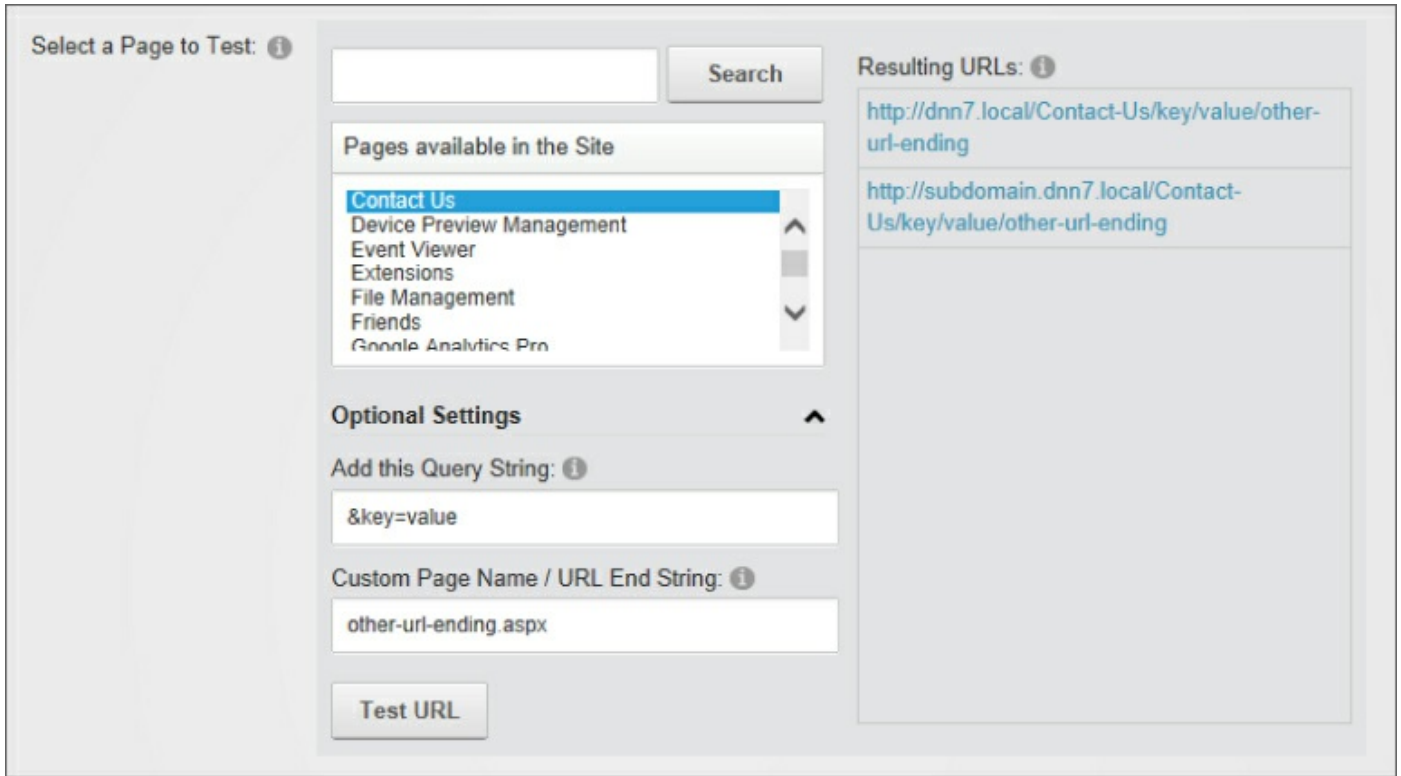 Select a Page to Test:
Search
Pages available in the Site
Contact Us
Device Preview Management
Event Viewer
Extensions
File Management
Friends
Google Analytics Pro
Optional Settings
Add this Query String:
&key=value
Custom Page Name / URL End String:
other-url-ending.aspx
Test URL
Resulting URLs:
http://dnn7.local/Contact-Us/key/value/other-
url-ending
http://subdomain.dnn7.local/Contact-
Us/key/value/other-url-ending